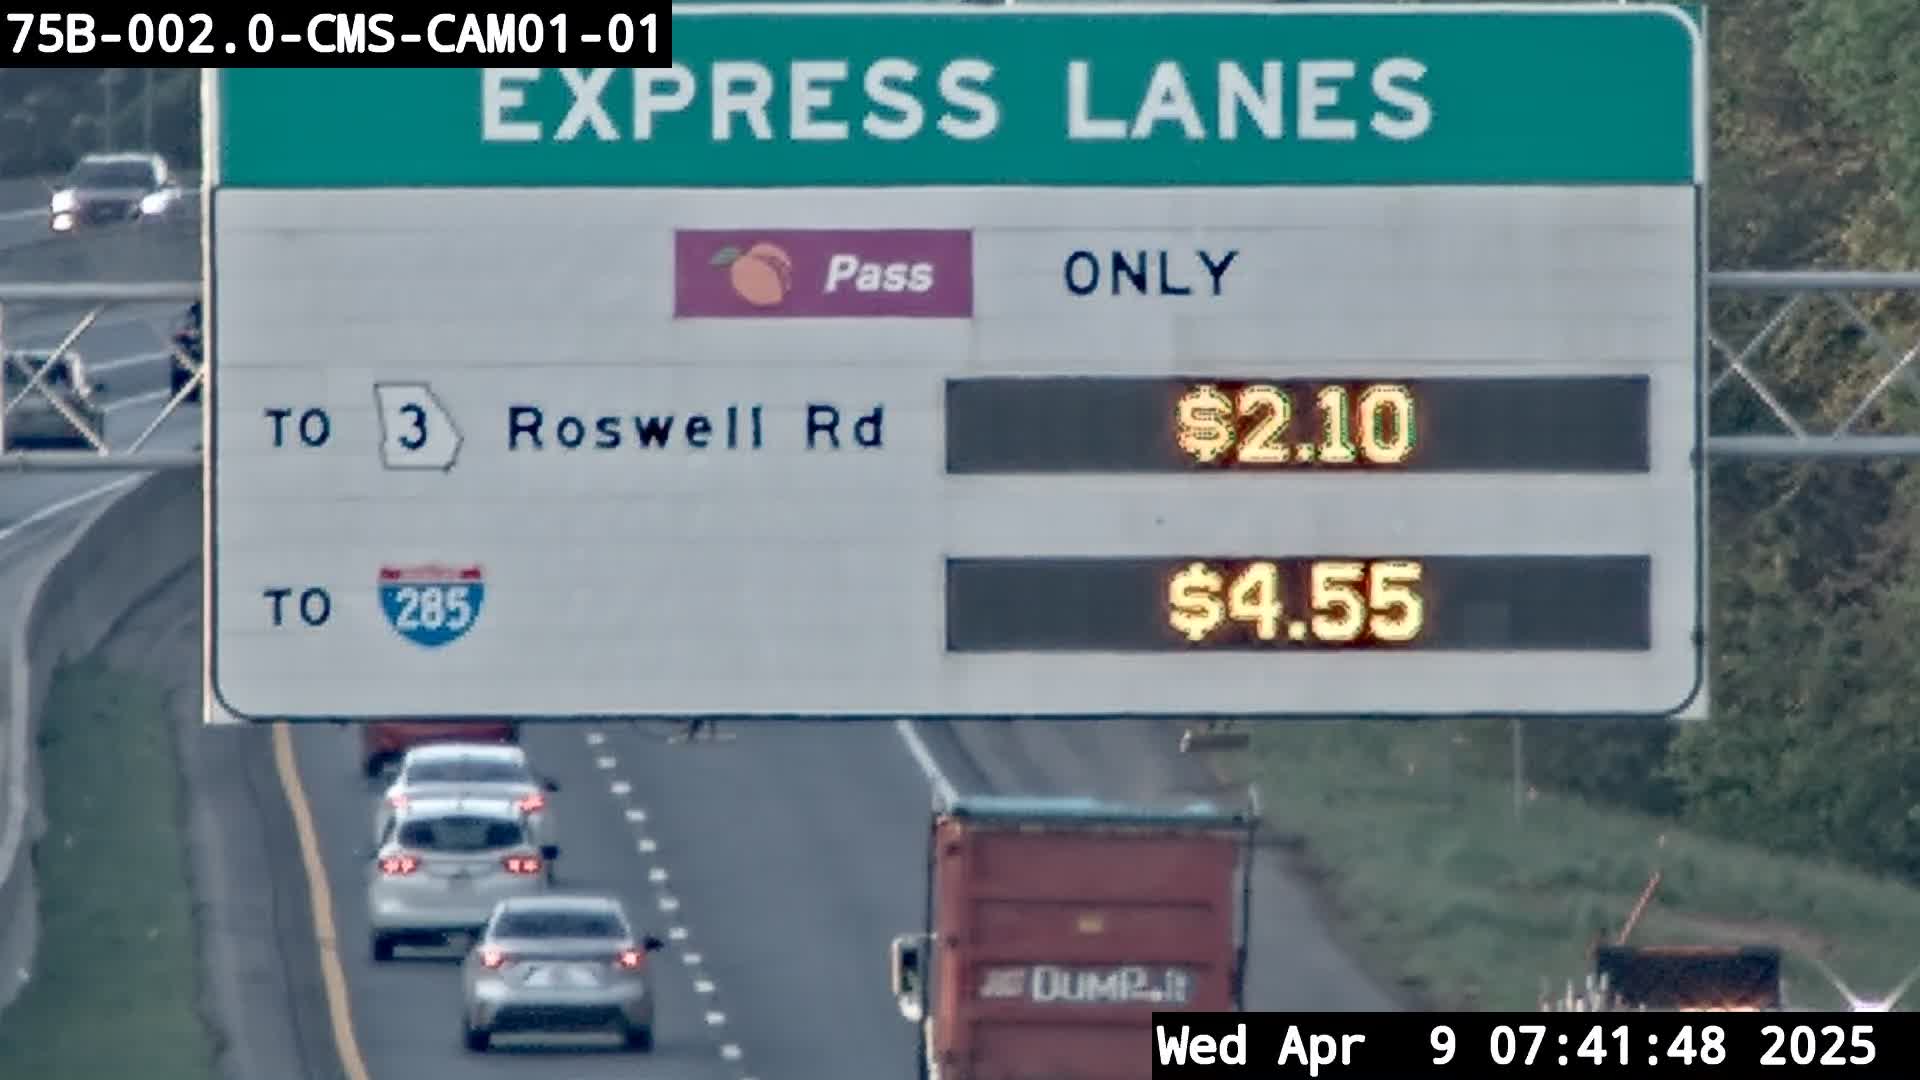 75B-002.0-CMS-CAM01-01
EXPRESS LANES
Pass ONLY
TO 3 Roswell Rd $2.10
TO 285 $4.55
DUMP.it
Wed Apr 9 07:41:48 2025